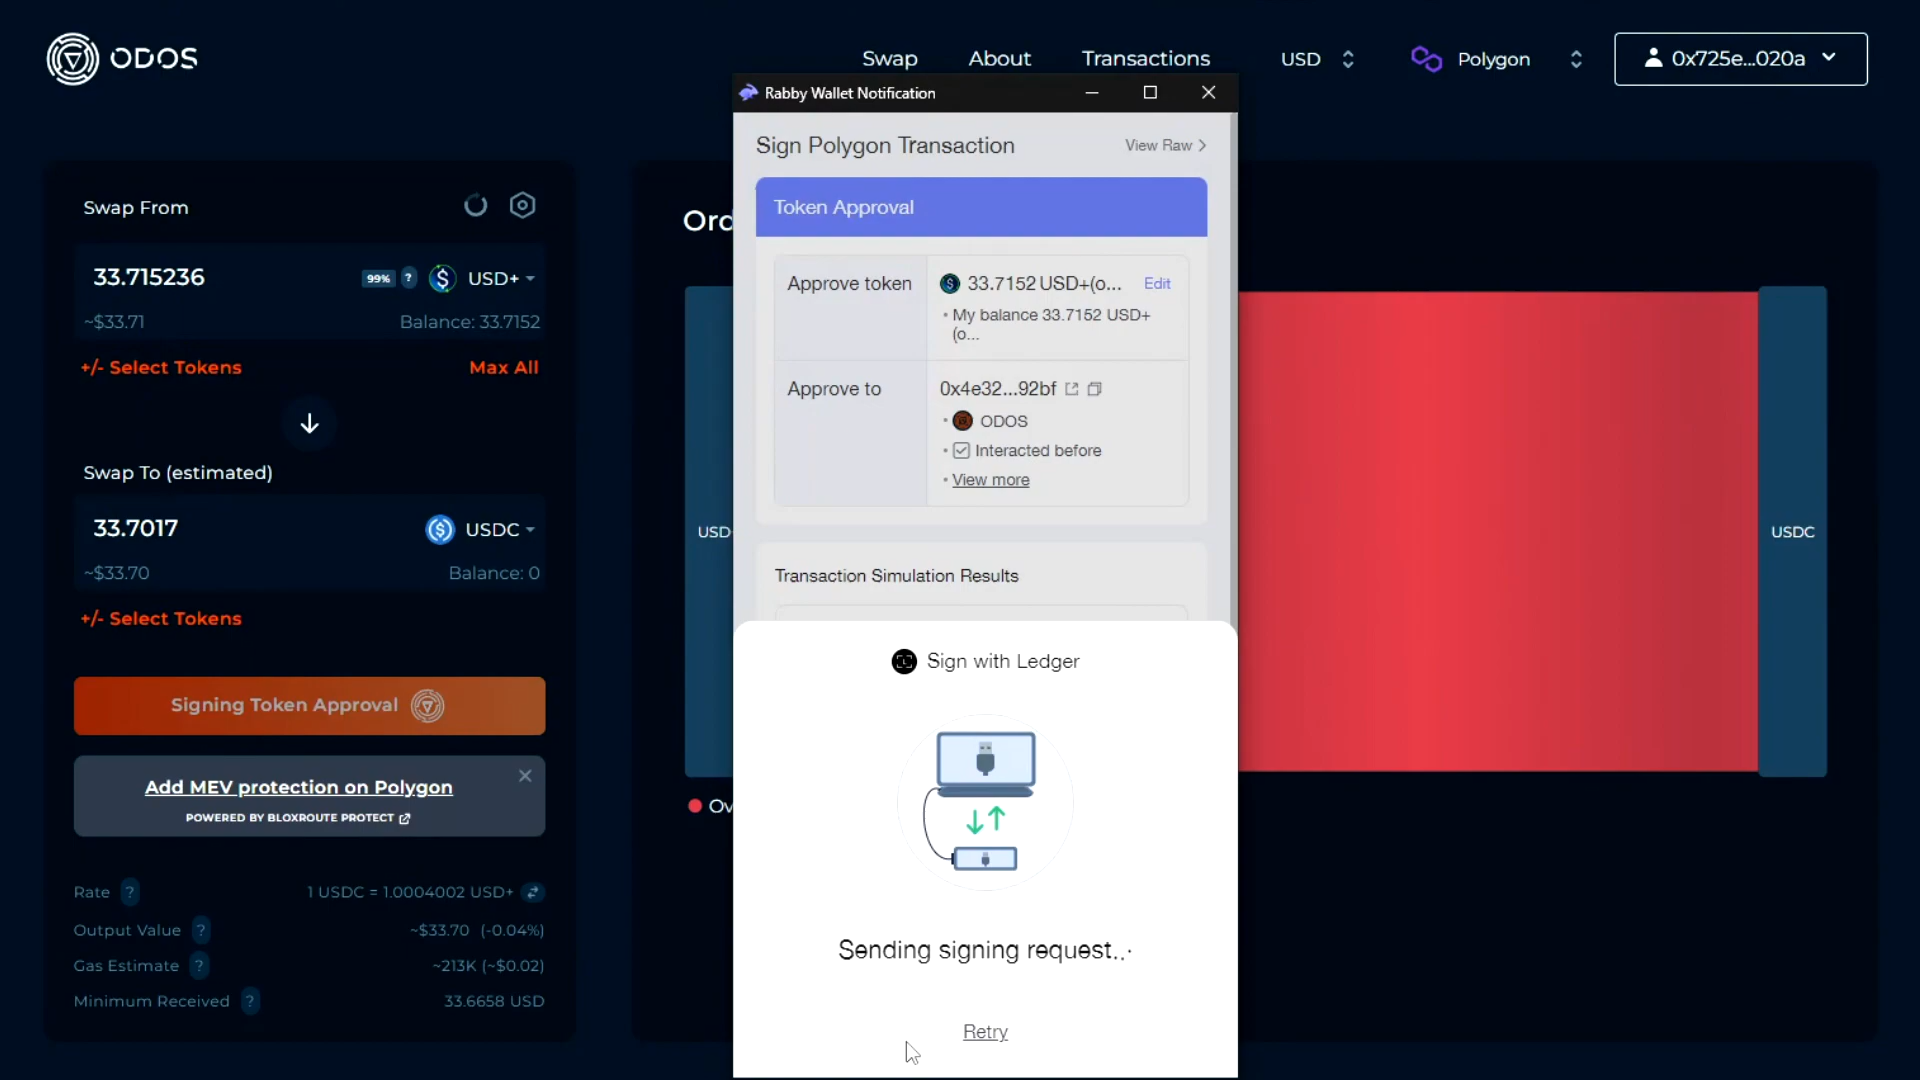 ODOS
Swap
About
Transactions
USD
Polygon
0x725e...020a
Rabby Wallet Notification
Sign Polygon Transaction
View Raw
Token Approval
Approve token
33.7152 USD+(o...
Edit
My balance 33.7152 USD+
(o...
Approve to
0x4e32...92bf
ODOS
Interacted before
View more
Transaction Simulation Results
Sign with Ledger
Sending signing request...
Retry
Swap From
33.715236
99%
?
USD+
~$33.71
Balance: 33.7152
+/- Select Tokens
Max All
Swap To (estimated)
33.7017
USDC
~$33.70
Balance: 0
+/- Select Tokens
Signing Token Approval
Add MEV protection on Polygon
POWERED BY BLOXROUTE PROTECT
Rate ?
1 USDC = 1.0004002 USD+
Output Value ?
~$33.70 (-0.04%)
Gas Estimate ?
~213K (~$0.02)
Minimum Received ?
33.6658 USD
Ord
USD
USDC
Ov